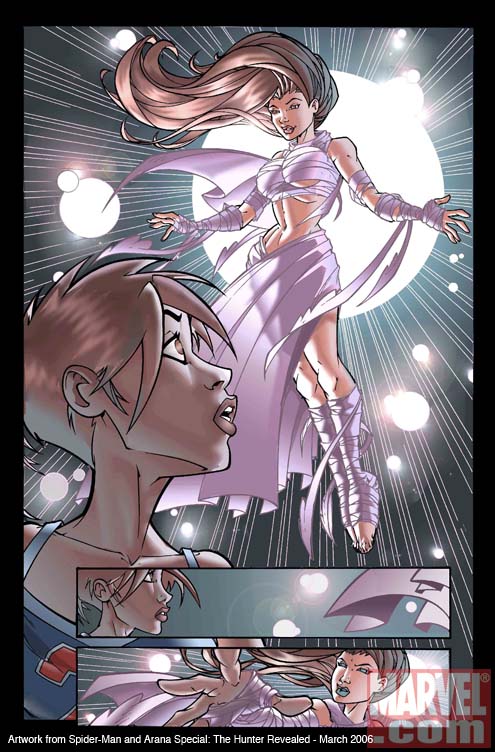 MARVEL
.com
Artwork from Spider-Man and Arana Special: The Hunter Revealed - March 2006